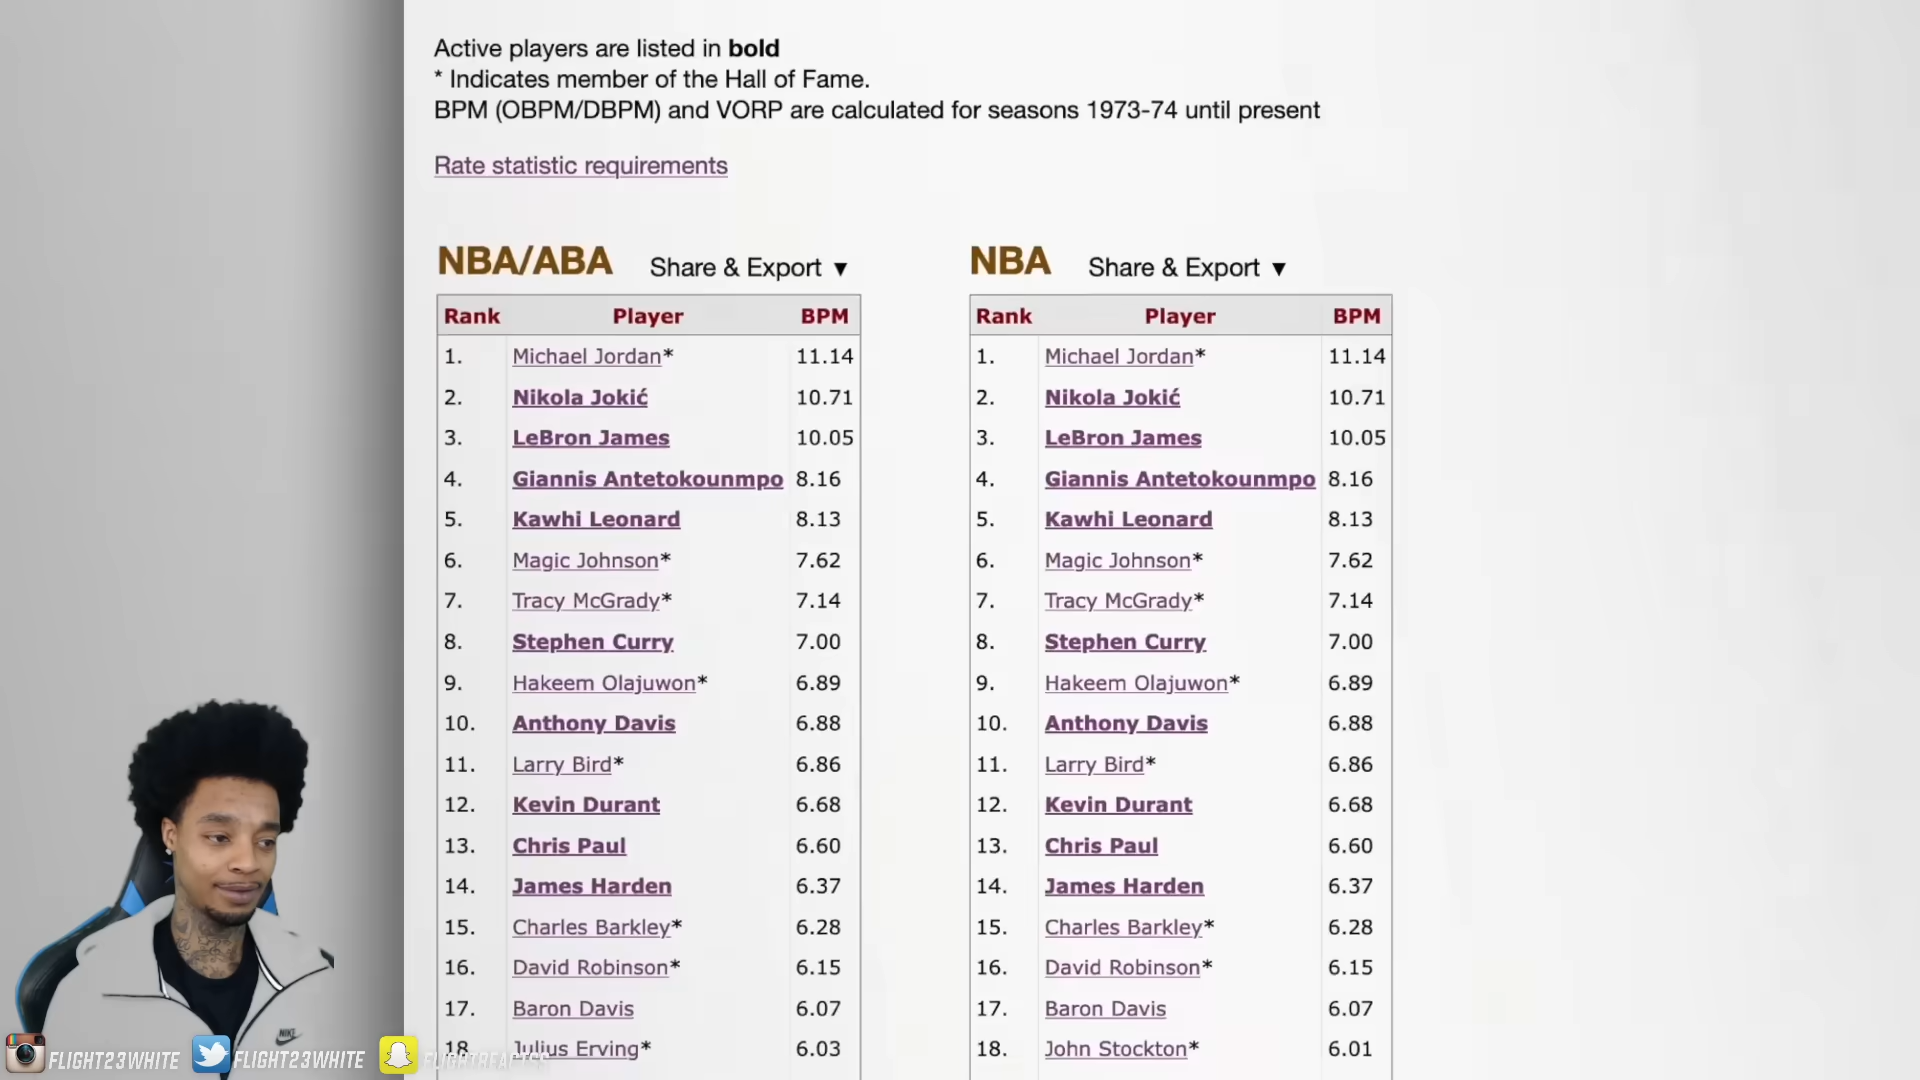 Active players are listed in bold
* Indicates member of the Hall of Fame.
BPM (OBPM/DBPM) and VORP are calculated for seasons 1973-74 until present
Rate statistic requirements
NBA/ABA Share & Export ▼
Rank Player BPM
1. Michael Jordan* 11.14
2. Nikola Jokić 10.71
3. LeBron James 10.05
4. Giannis Antetokounmpo 8.16
5. Kawhi Leonard 8.13
6. Magic Johnson* 7.62
7. Tracy McGrady* 7.14
8. Stephen Curry 7.00
9. Hakeem Olajuwon* 6.89
10. Anthony Davis 6.88
11. Larry Bird* 6.86
12. Kevin Durant 6.68
13. Chris Paul 6.60
14. James Harden 6.37
15. Charles Barkley* 6.28
16. David Robinson* 6.15
17. Baron Davis 6.07
18. Julius Erving* 6.03
NBA Share & Export ▼
Rank Player BPM
1. Michael Jordan* 11.14
2. Nikola Jokić 10.71
3. LeBron James 10.05
4. Giannis Antetokounmpo 8.16
5. Kawhi Leonard 8.13
6. Magic Johnson* 7.62
7. Tracy McGrady* 7.14
8. Stephen Curry 7.00
9. Hakeem Olajuwon* 6.89
10. Anthony Davis 6.88
11. Larry Bird* 6.86
12. Kevin Durant 6.68
13. Chris Paul 6.60
14. James Harden 6.37
15. Charles Barkley* 6.28
16. David Robinson* 6.15
17. Baron Davis 6.07
18. John Stockton* 6.01
NIKE
FLIGHT23WHITE FLIGHT23WHITE